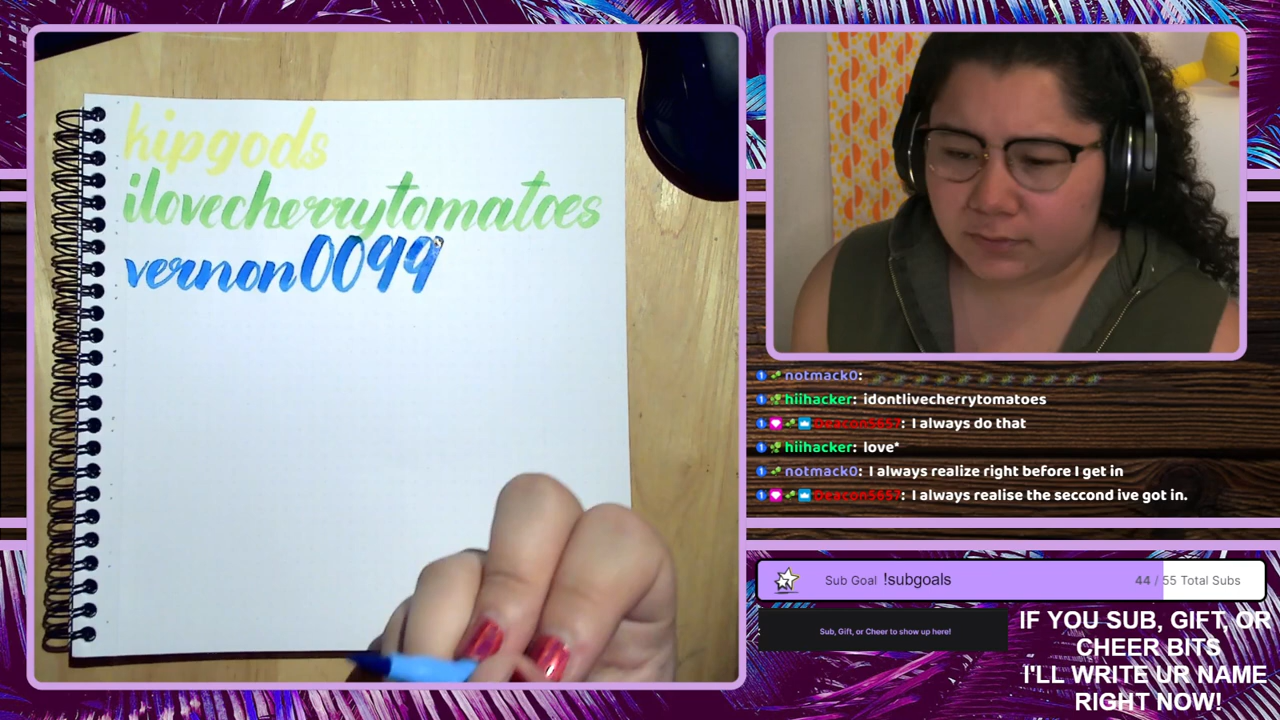 kipgods
ilovecherrytomatoes
vernon0099
notmack0:
hiihacker: idontlivecherrytomatoes
Deacon5657: I always do that
hiihacker: love*
notmack0: I always realize right before I get in
Deacon5657: I always realise the seccond ive got in.
Sub Goal !subgoals 44 / 55 Total Subs
Sub, Gift, or Cheer to show up here!
IF YOU SUB, GIFT, OR
CHEER BITS
I'LL WRITE UR NAME
RIGHT NOW!